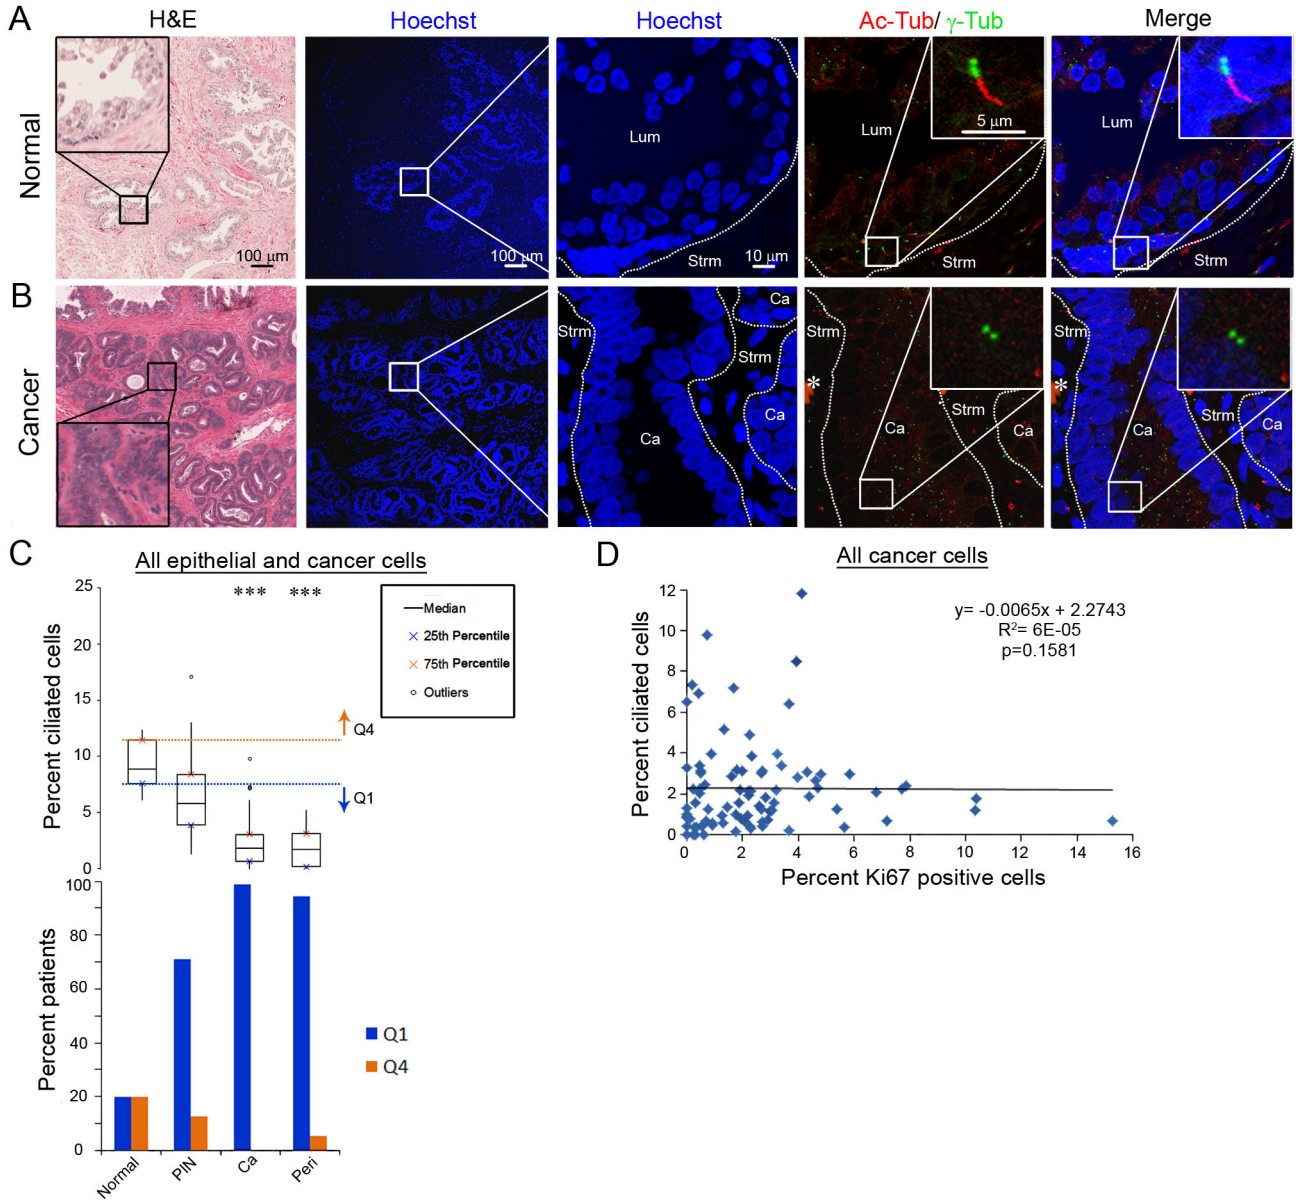 A
H&E
Hoechst
Hoechst
Ac-Tub/ γ-Tub
Merge
Normal
100 μm
100 μm
Lum
Strm
10 μm
Lum
5 μm
Strm
Lum
Strm
B
Cancer
Strm
Ca
Strm
Ca
Ca
Strm
*
Ca
Strm
Ca
Strm
*
Ca
Strm
Ca
C
All epithelial and cancer cells
Percent ciliated cells
25
20
15
10
5
0
*** ***
Median
25th Percentile
75th Percentile
Outliers
Q4
Q1
Percent patients
100
80
60
40
20
0
Normal
PIN
Ca
Peri
Q1
Q4
D
All cancer cells
Percent ciliated cells
12
10
8
6
4
2
0
y= -0.0065x + 2.2743
R²= 6E-05
p=0.1581
0 2 4 6 8 10 12 14 16
Percent Ki67 positive cells